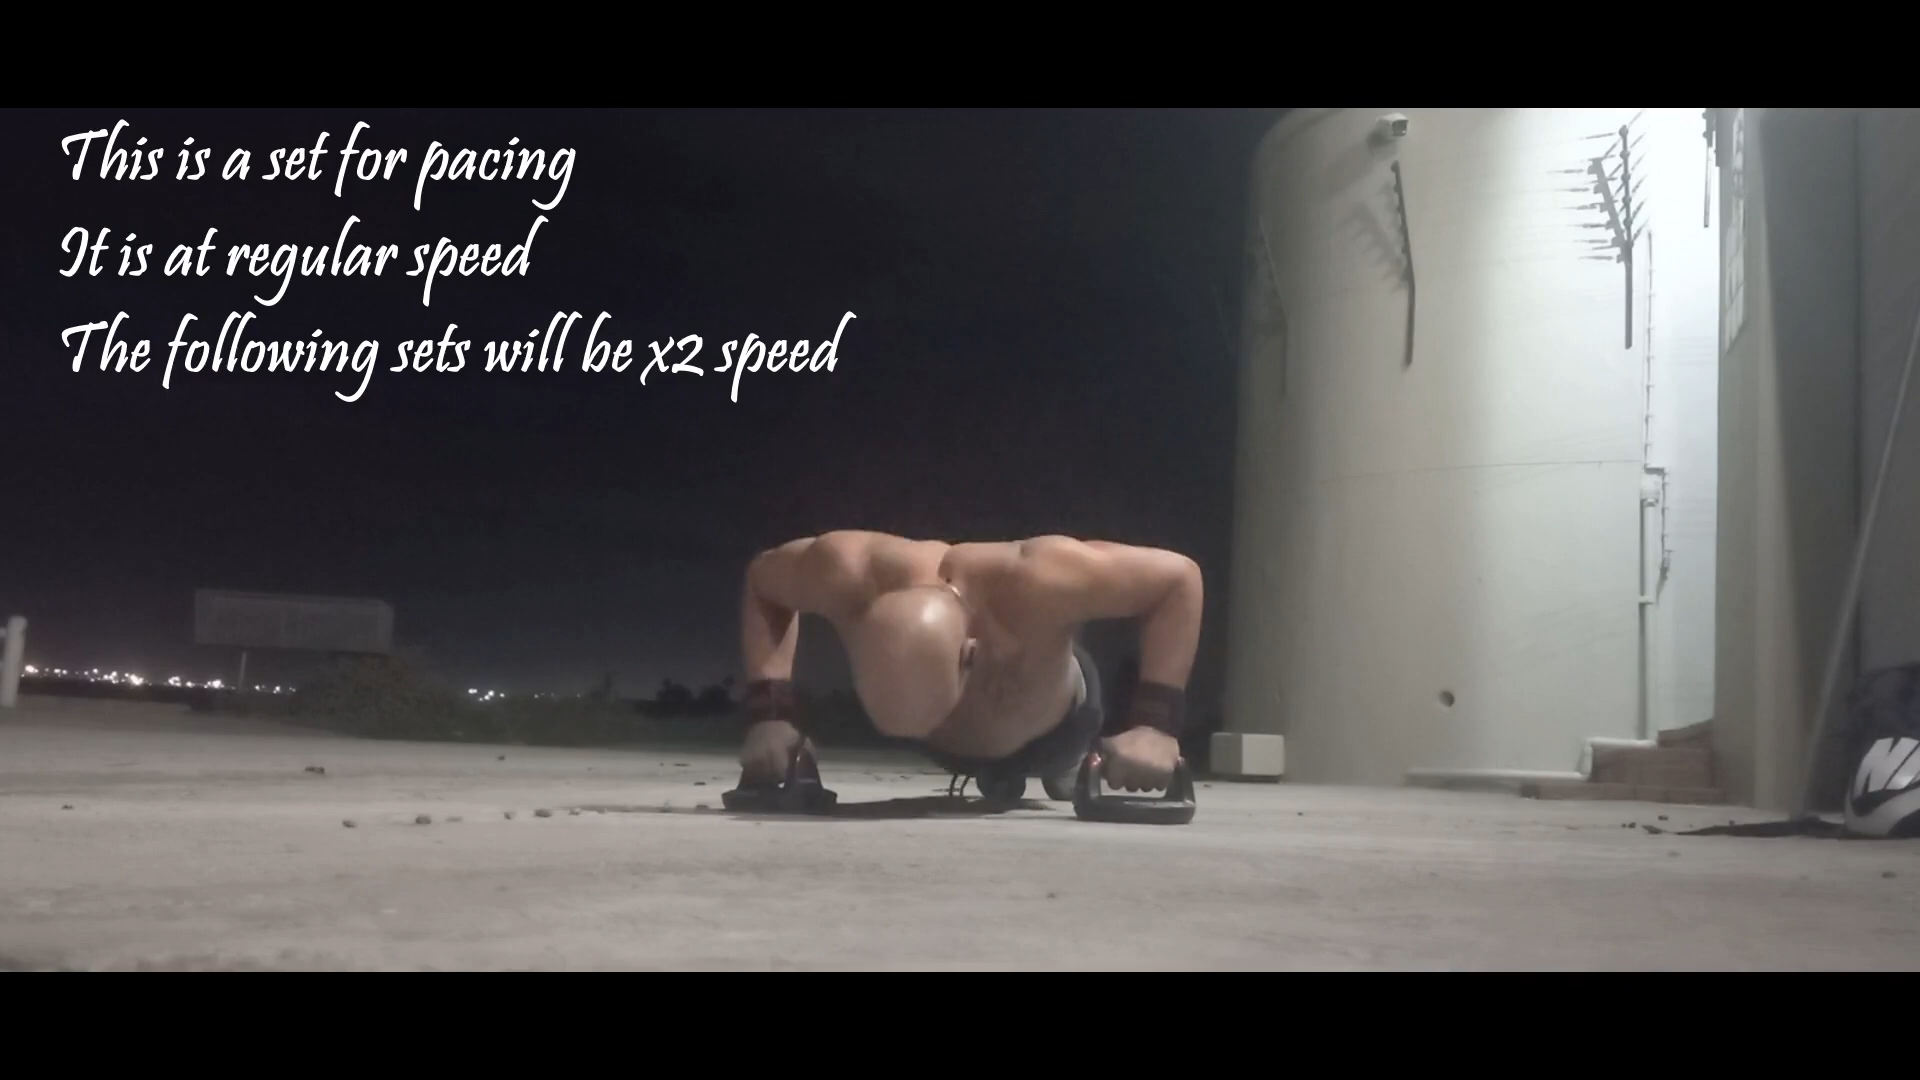 This is a set for pacing
It is at regular speed
The following sets will be x2 speed